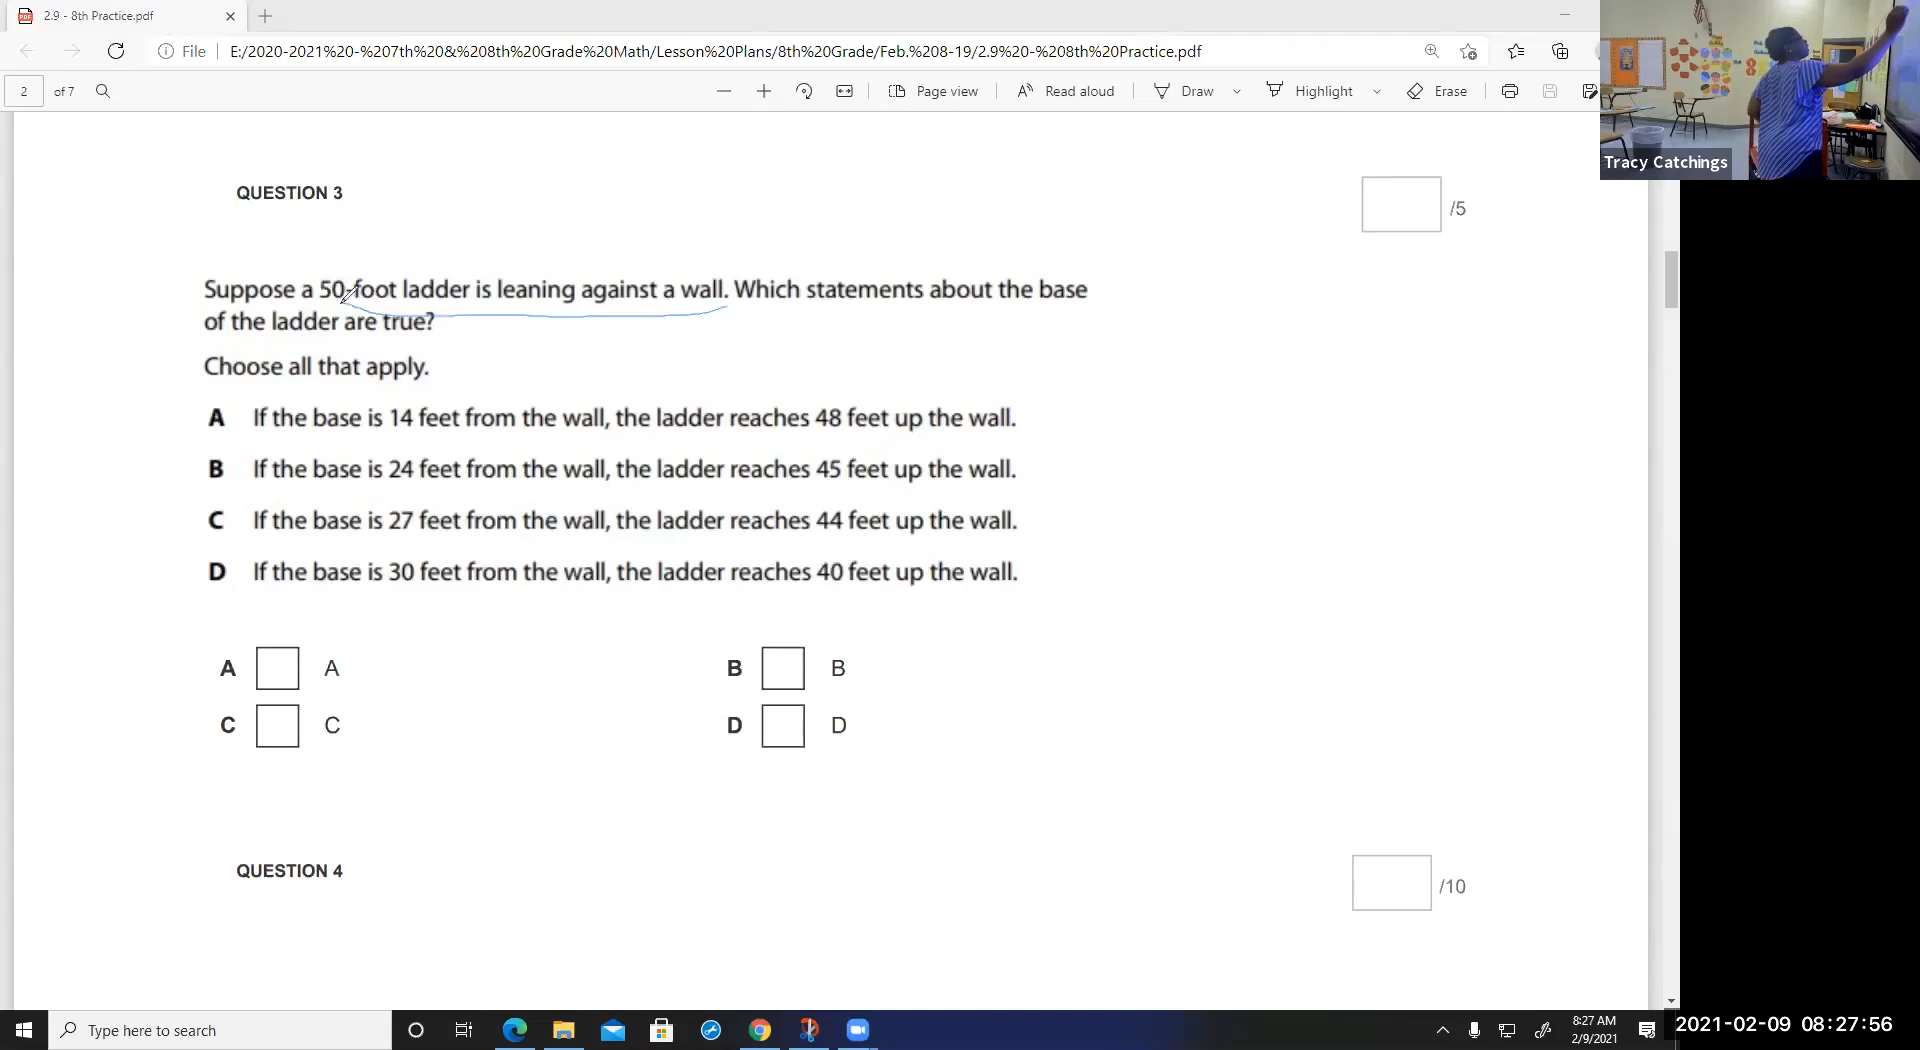 2.9 - 8th Practice.pdf
File
E:/2020-2021%20-%207th%20&%208th%20Grade%20Math/Lesson%20Plans/8th%20Grade/Feb.%208-19/2.9%20-%208th%20Practice.pdf
2 of 7
Page view
Read aloud
Draw
Highlight
Erase
Tracy Catchings
QUESTION 3
/5
Suppose a 50-foot ladder is leaning against a wall. Which statements about the base
of the ladder are true?
Choose all that apply.
A If the base is 14 feet from the wall, the ladder reaches 48 feet up the wall.
B If the base is 24 feet from the wall, the ladder reaches 45 feet up the wall.
C If the base is 27 feet from the wall, the ladder reaches 44 feet up the wall.
D If the base is 30 feet from the wall, the ladder reaches 40 feet up the wall.
A A
B B
C C
D D
QUESTION 4
/10
Type here to search
8:27 AM
2/9/2021
2021-02-09 08:27:56